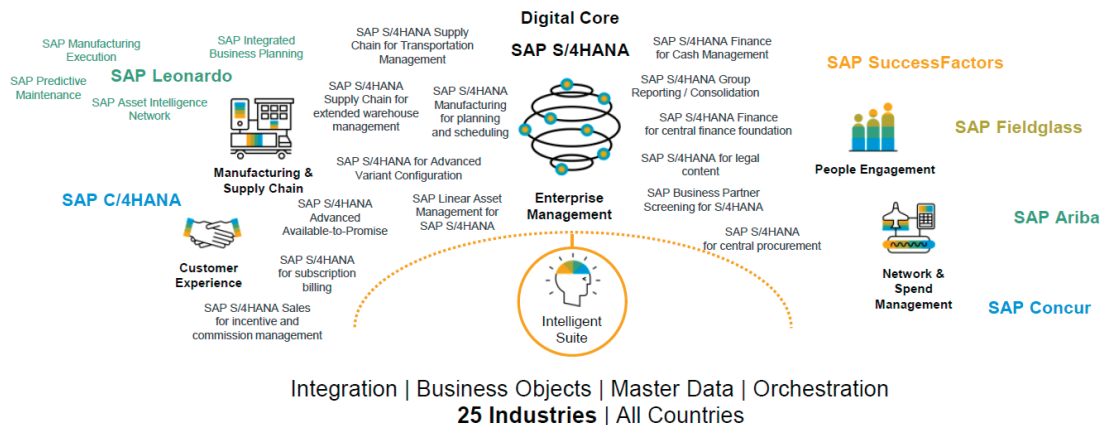 Digital Core
SAP S/4HANA
SAP Manufacturing
Execution
SAP Integrated
Business Planning
SAP Leonardo
SAP Predictive
Maintenance
SAP Asset Intelligence
Network
Manufacturing &
Supply Chain
SAP S/4HANA Supply
Chain for Transportation
Management
SAP S/4HANA
Supply Chain for
extended warehouse
management
SAP S/4HANA
Manufacturing
for planning
and scheduling
SAP S/4HANA for Advanced
Variant Configuration
SAP S/4HANA
Advanced
Available-to-Promise
SAP Linear Asset
Management for
SAP S/4HANA
Enterprise
Management
SAP S/4HANA Finance
for Cash Management
SAP S/4HANA Group
Reporting / Consolidation
SAP S/4HANA Finance
for central finance foundation
SAP S/4HANA for legal
content
SAP Business Partner
Screening for S/4HANA
SAP S/4HANA
for central procurement
SAP SuccessFactors
SAP Fieldglass
People Engagement
SAP Ariba
Network &
Spend
Management
SAP Concur
SAP C/4HANA
Customer
Experience
SAP S/4HANA
for subscription
billing
SAP S/4HANA Sales
for incentive and
commission management
Intelligent
Suite
Integration | Business Objects | Master Data | Orchestration
25 Industries | All Countries